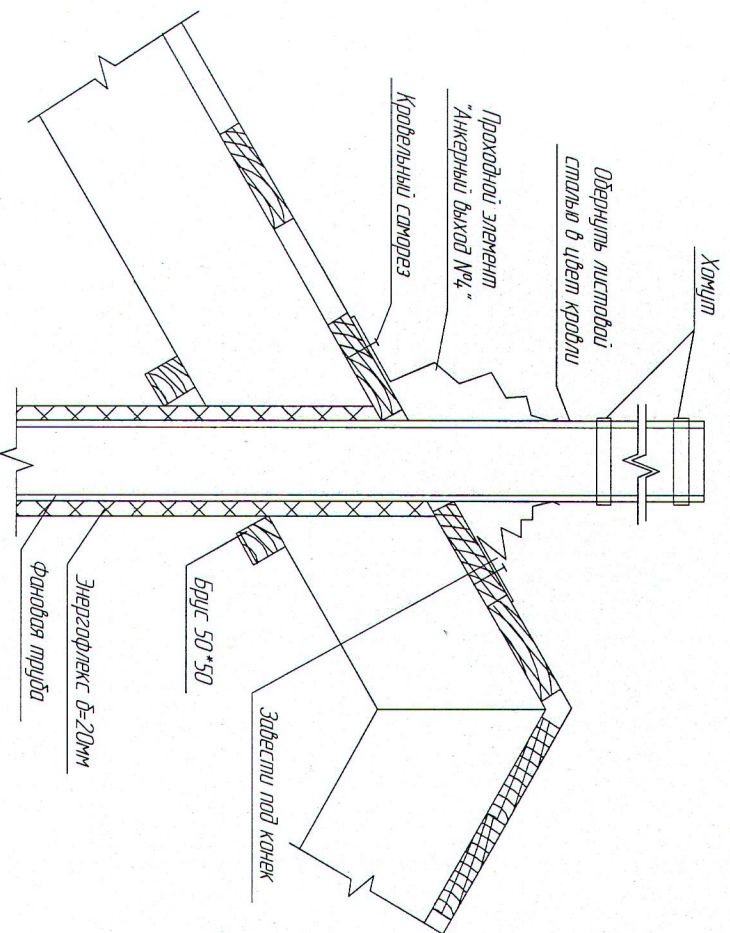 Хомут
Обернуть листовой
сталью в цвет кровли
Проходной элемент
"Анкерный выход №4"
Кровельный саморез
Брус 50*50
Завести под конек
Энергофлекс δ=20мм
Фановая труба